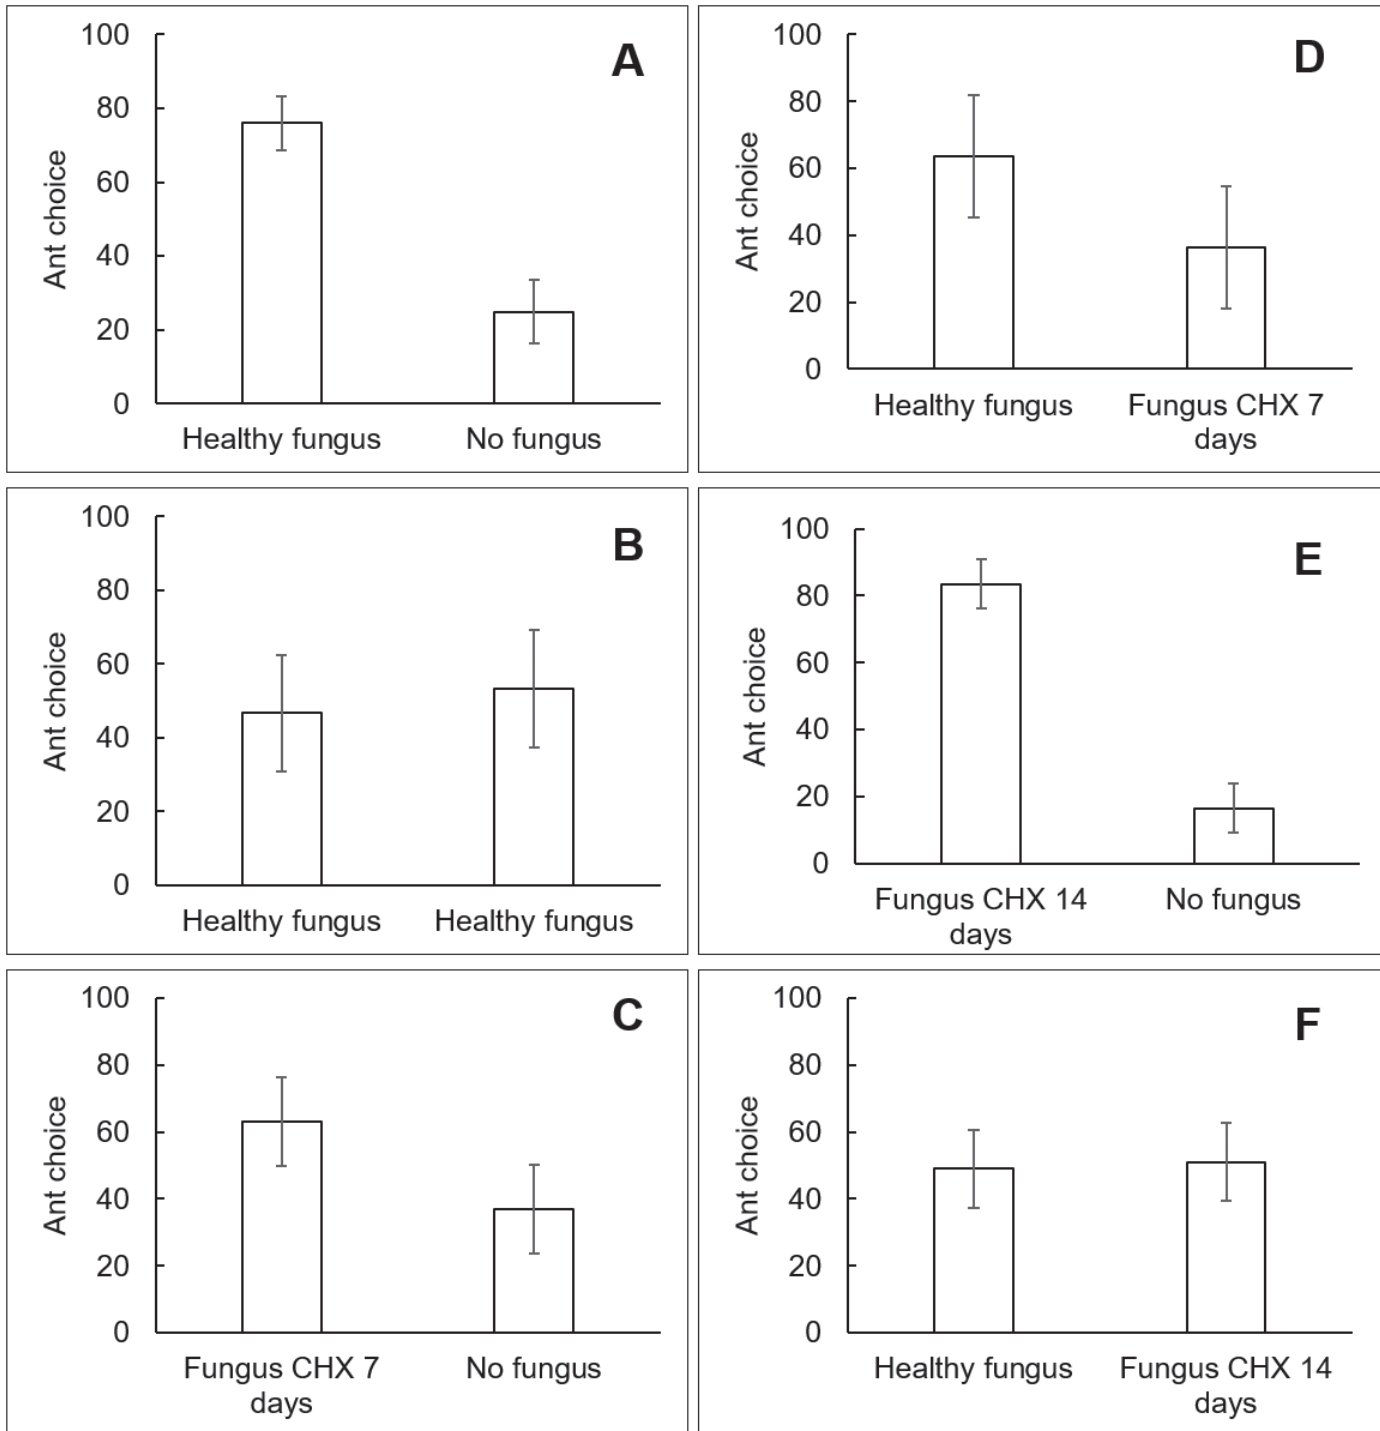 A
Ant choice
100
80
60
40
20
0
Healthy fungus No fungus
B
Ant choice
100
80
60
40
20
0
Healthy fungus Healthy fungus
C
Ant choice
100
80
60
40
20
0
Fungus CHX 7 No fungus
days
D
Ant choice
100
80
60
40
20
0
Healthy fungus Fungus CHX 7
days
E
Ant choice
100
80
60
40
20
0
Fungus CHX 14 No fungus
days
F
Ant choice
100
80
60
40
20
0
Healthy fungus Fungus CHX 14
days